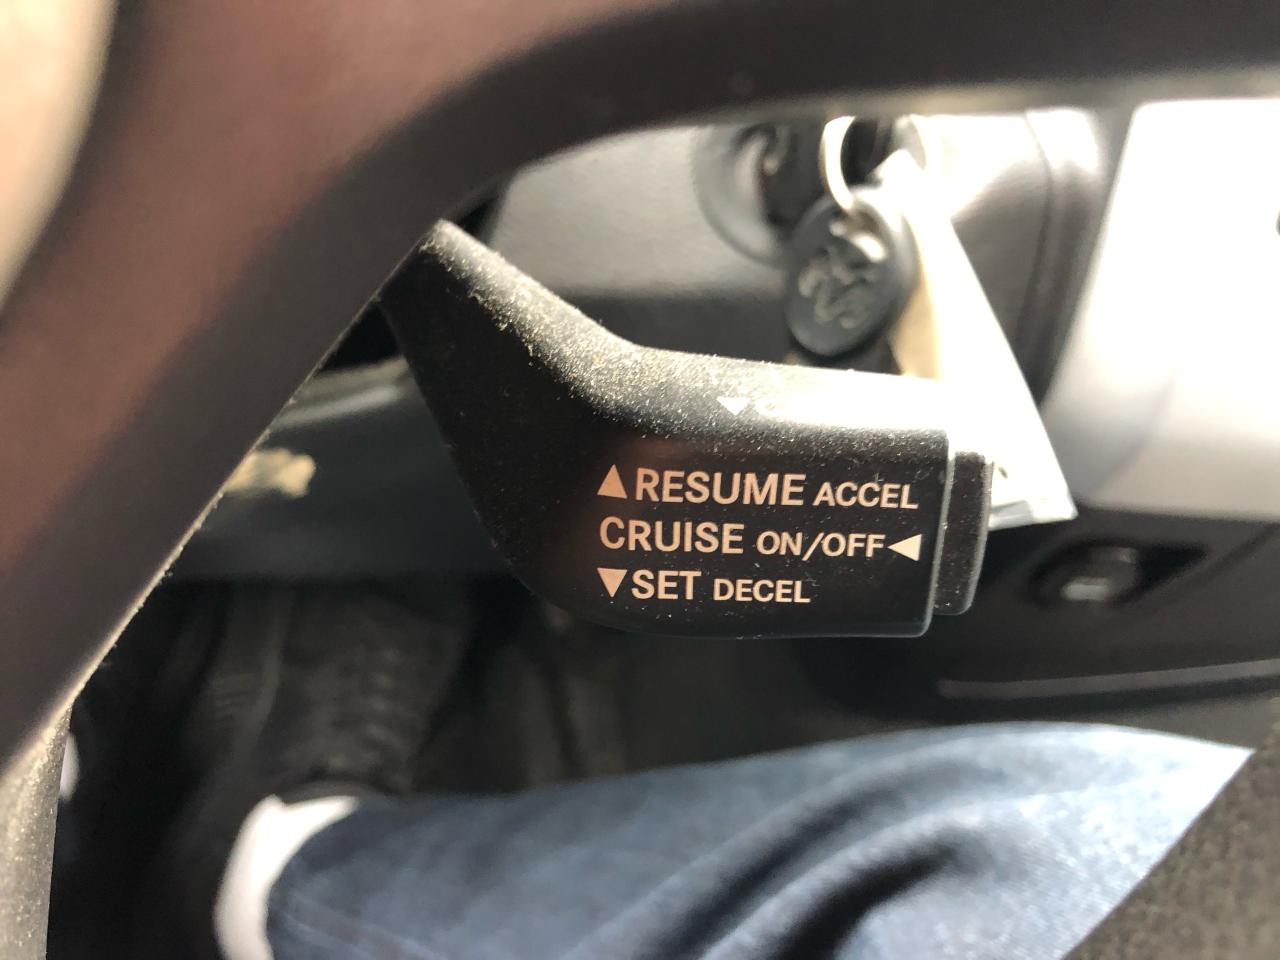 ▲RESUME ACCEL
CRUISE ON/OFF◀
▼SET DECEL